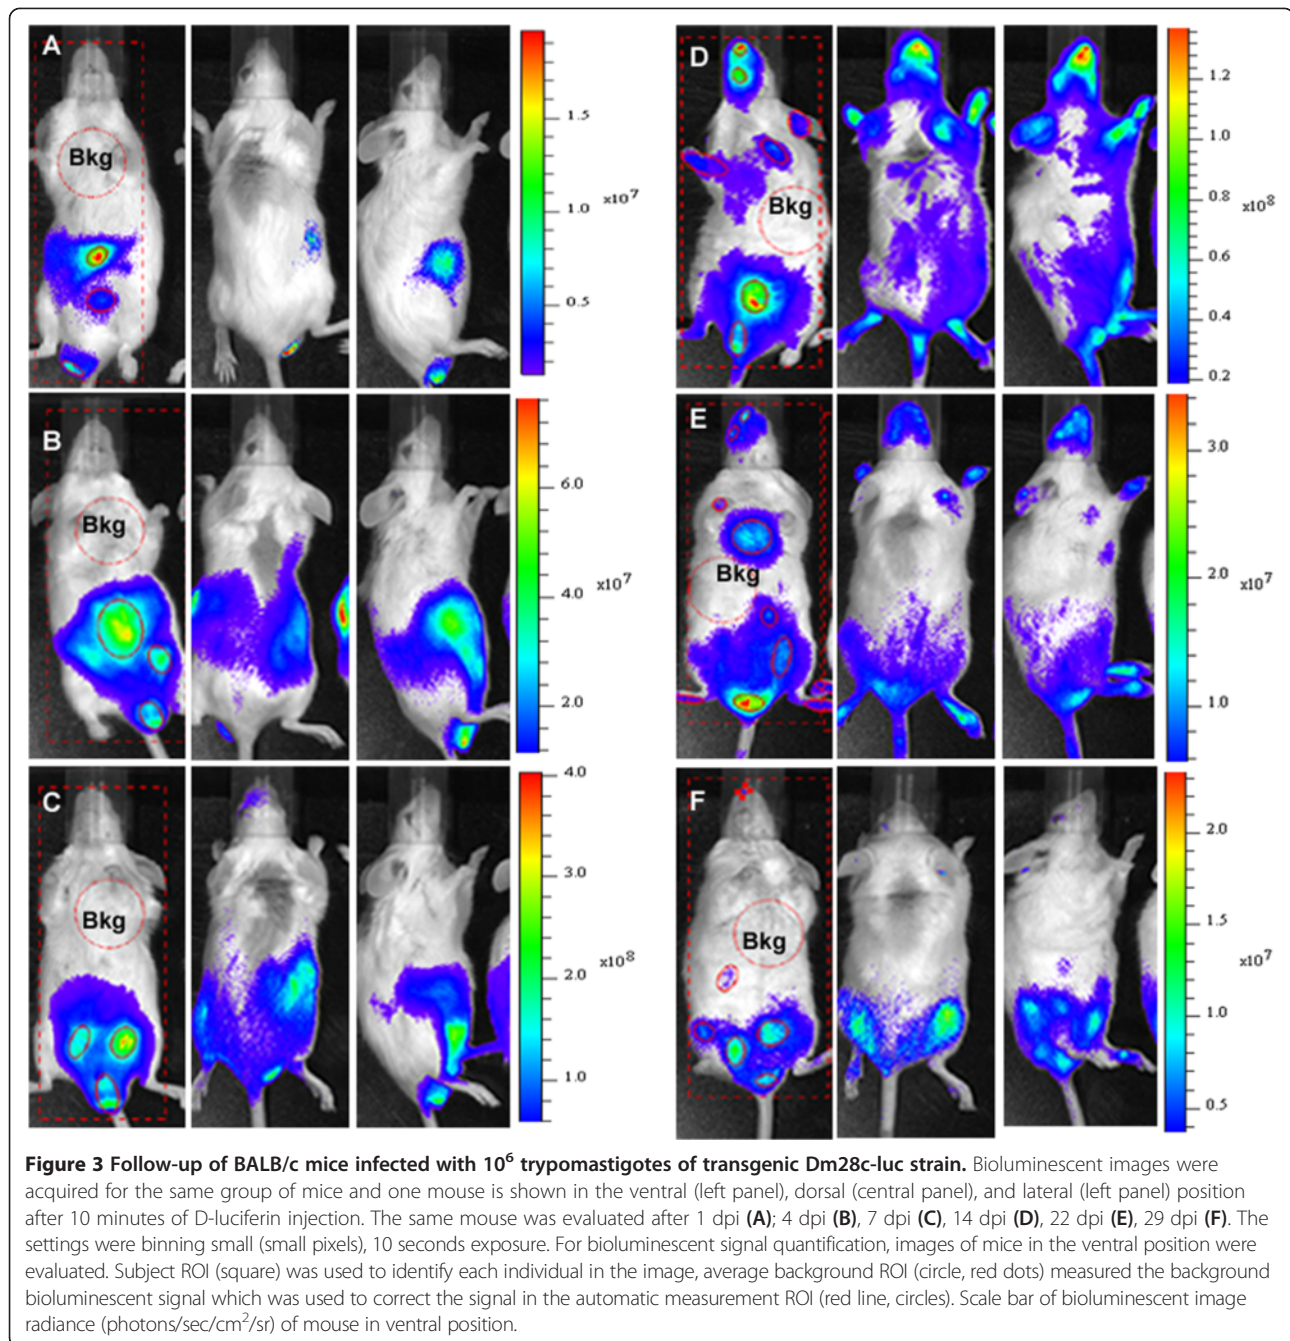 A
Bkg
1.5
x10⁷
1.0
0.5
D
Bkg
1.2
1.0
x10⁸
0.8
0.6
0.4
0.2
B
Bkg
6.0
x10⁷
4.0
2.0
E
Bkg
3.0
2.0
x10⁷
1.0
C
Bkg
4.0
3.0
2.0
x10⁸
1.0
F
Bkg
2.0
1.5
x10⁷
0.5
Figure 3 Follow-up of BALB/c mice infected with 10⁶ trypomastigotes of transgenic Dm28c-luc strain. Bioluminescent images were
acquired for the same group of mice and one mouse is shown in the ventral (left panel), dorsal (central panel), and lateral (left panel) position
after 10 minutes of D-luciferin injection. The same mouse was evaluated after 1 dpi (A); 4 dpi (B), 7 dpi (C), 14 dpi (D), 22 dpi (E), 29 dpi (F). The
settings were binning small (small pixels), 10 seconds exposure. For bioluminescent signal quantification, images of mice in the ventral position were
evaluated. Subject ROI (square) was used to identify each individual in the image, average background ROI (circle, red dots) measured the background
bioluminescent signal which was used to correct the signal in the automatic measurement ROI (red line, circles). Scale bar of bioluminescent image
radiance (photons/sec/cm²/sr) of mouse in ventral position.